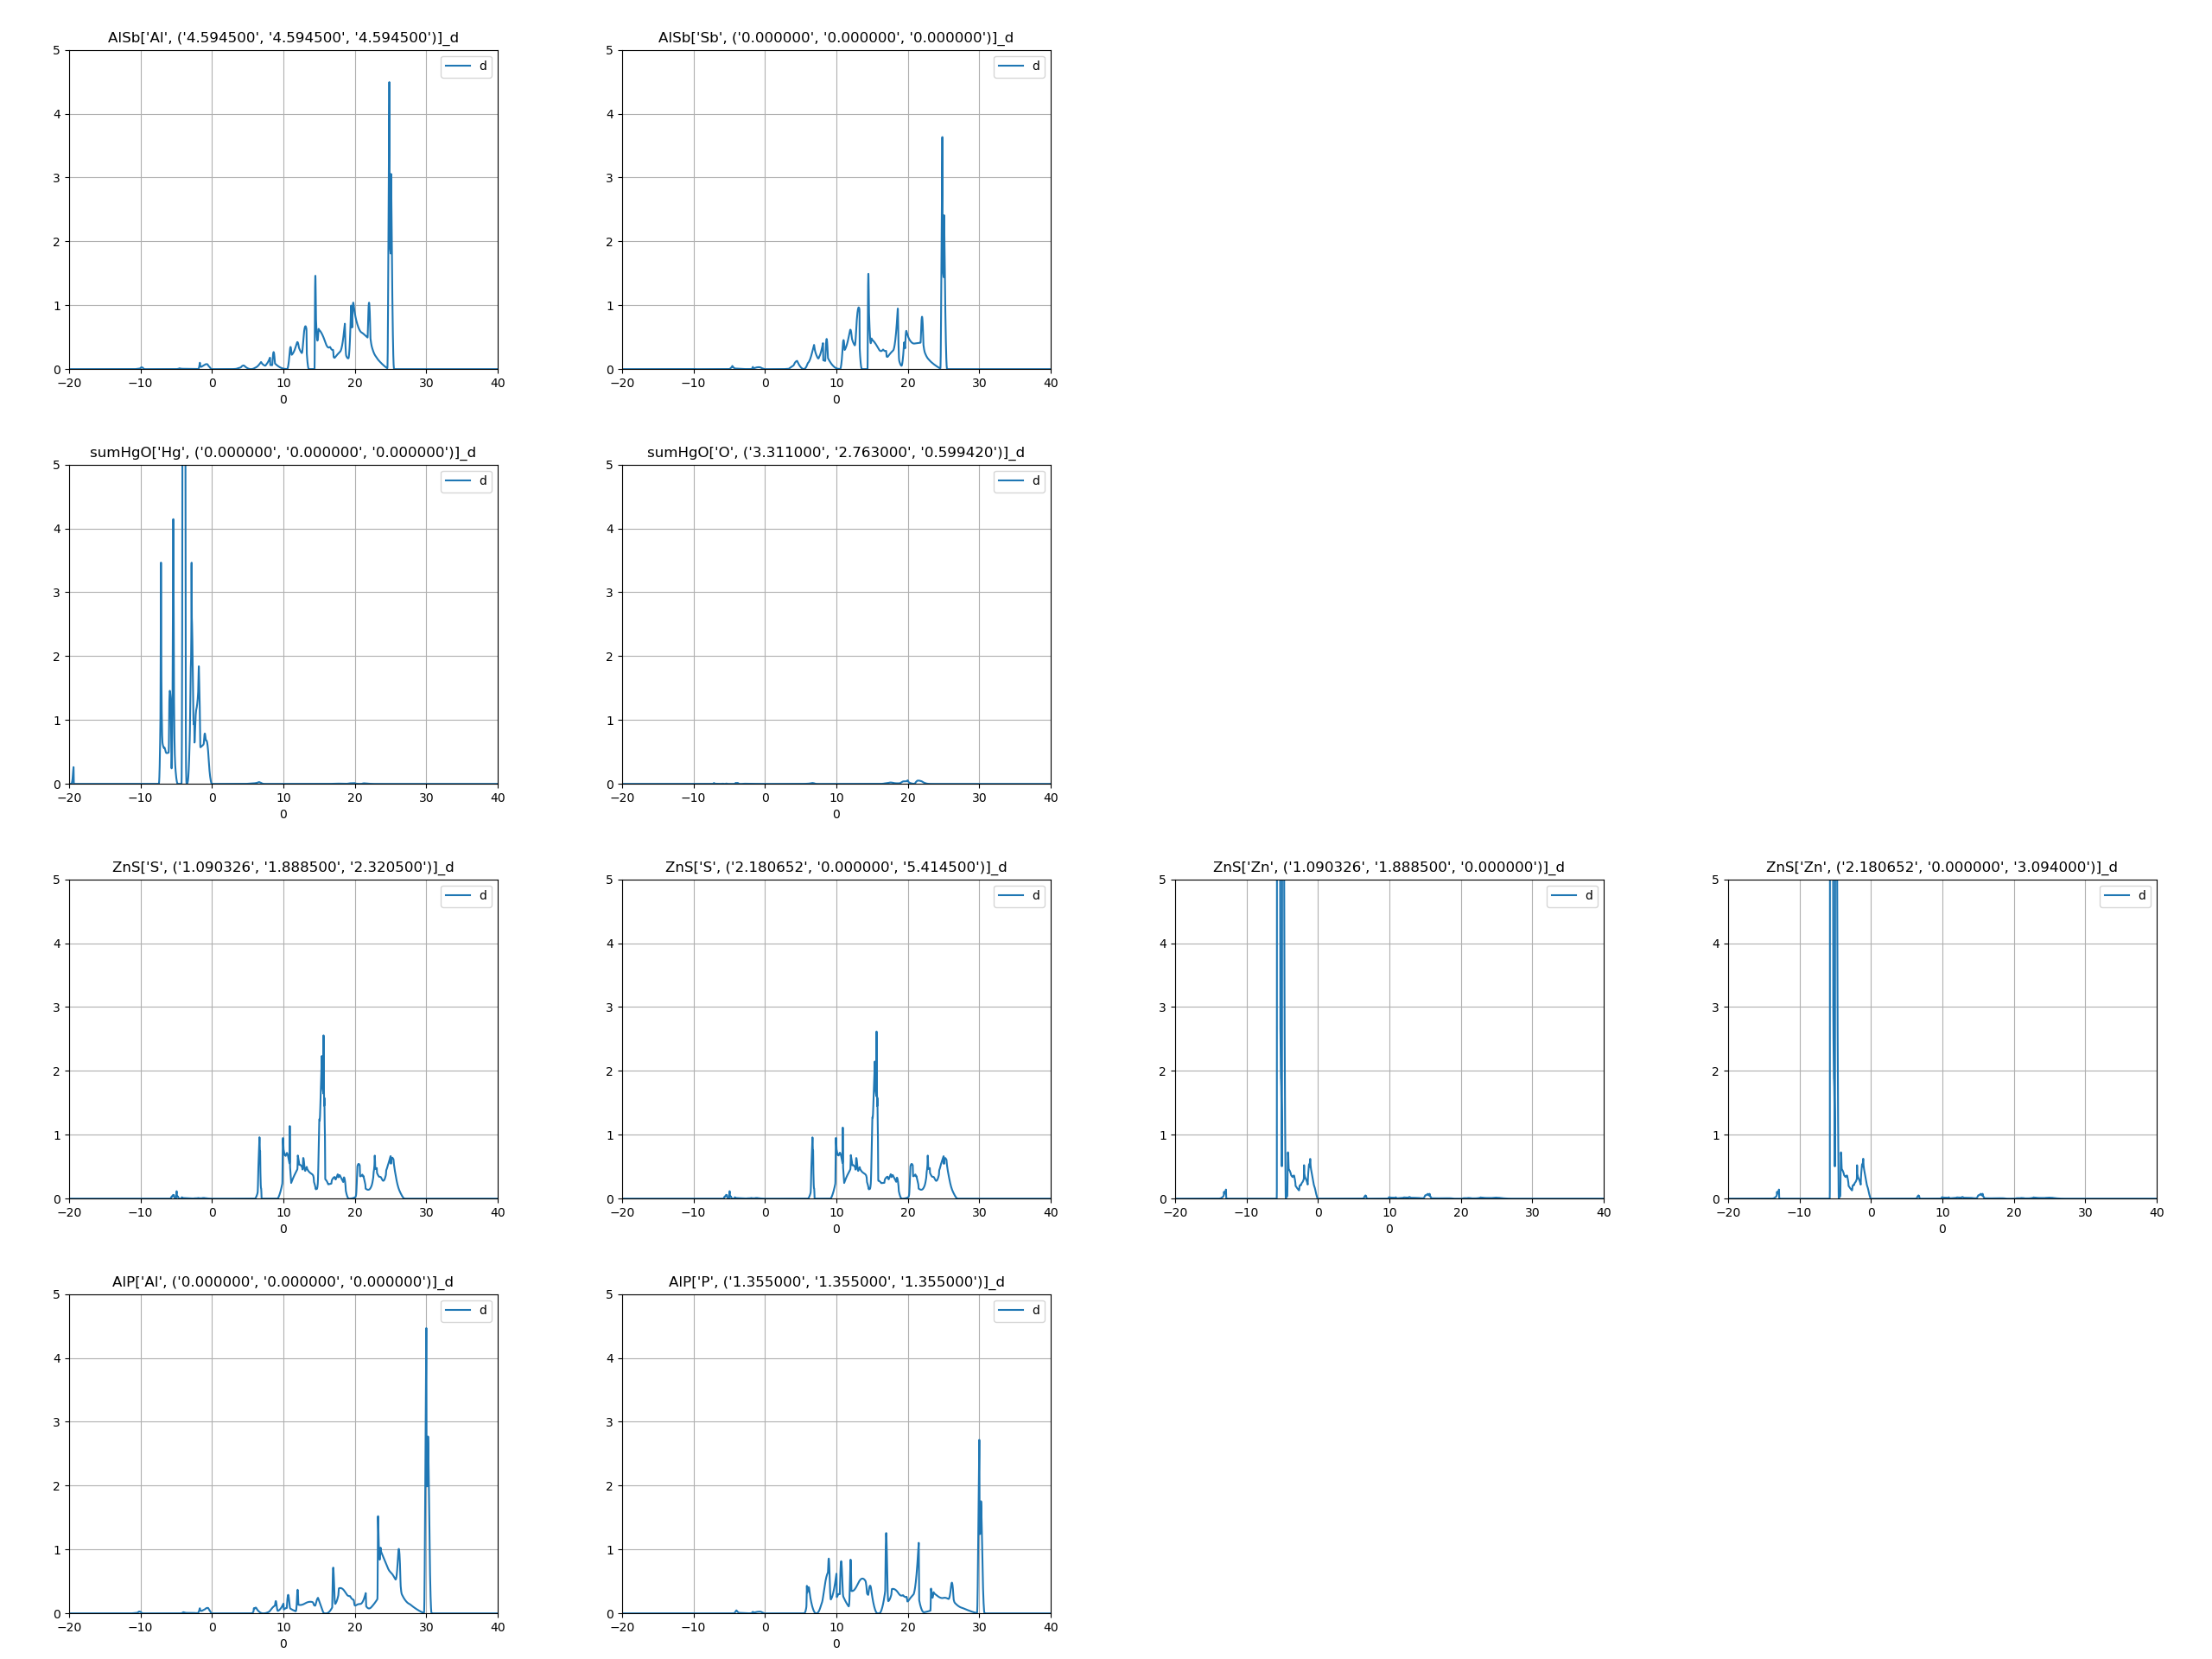 AlSb['Al', ('4.594500', '4.594500', '4.594500')]_d
AlSb['Sb', ('0.000000', '0.000000', '0.000000')]_d
5
4
3
2
1
0
d
−20 −10 0 10 20 30 40
0
5
4
3
2
1
0
d
−20 −10 0 10 20 30 40
0
sumHgO['Hg', ('0.000000', '0.000000', '0.000000')]_d
sumHgO['O', ('3.311000', '2.763000', '0.599420')]_d
5
4
3
2
1
0
d
−20 −10 0 10 20 30 40
0
5
4
3
2
1
0
d
−20 −10 0 10 20 30 40
0
ZnS['S', ('1.090326', '1.888500', '2.320500')]_d
ZnS['S', ('2.180652', '0.000000', '5.414500')]_d
ZnS['Zn', ('1.090326', '1.888500', '0.000000')]_d
ZnS['Zn', ('2.180652', '0.000000', '3.094000')]_d
5
4
3
2
1
0
d
−20 −10 0 10 20 30 40
0
5
4
3
2
1
0
d
−20 −10 0 10 20 30 40
0
5
4
3
2
1
0
d
−20 −10 0 10 20 30 40
0
5
4
3
2
1
0
d
−20 −10 0 10 20 30 40
0
AlP['Al', ('0.000000', '0.000000', '0.000000')]_d
AlP['P', ('1.355000', '1.355000', '1.355000')]_d
5
4
3
2
1
0
d
−20 −10 0 10 20 30 40
0
5
4
3
2
1
0
d
−20 −10 0 10 20 30 40
0